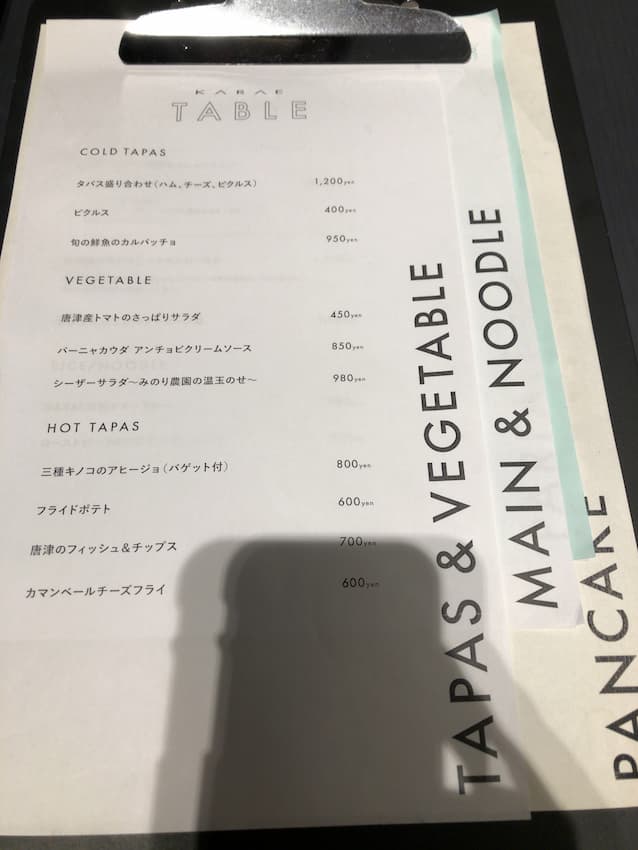 KARAE
TABLE
COLD TAPAS
タパス盛り合わせ(ハム、チーズ、ピクルス) 1,200yen
ピクルス 400yen
旬の鮮魚のカルパッチョ 950yen
VEGETABLE
唐津産トマトのさっぱりサラダ 450yen
バーニャカウダ アンチョビクリームソース 850yen
シーザーサラダ〜みのり農園の温玉のせ〜 980yen
HOT TAPAS
三種キノコのアヒージョ(バゲット付) 800yen
フライドポテト 600yen
唐津のフィッシュ&チップス 700yen
カマンベールチーズフライ 600yen
TAPAS & VEGETABLE
MAIN & NOODLE
PANCAKE